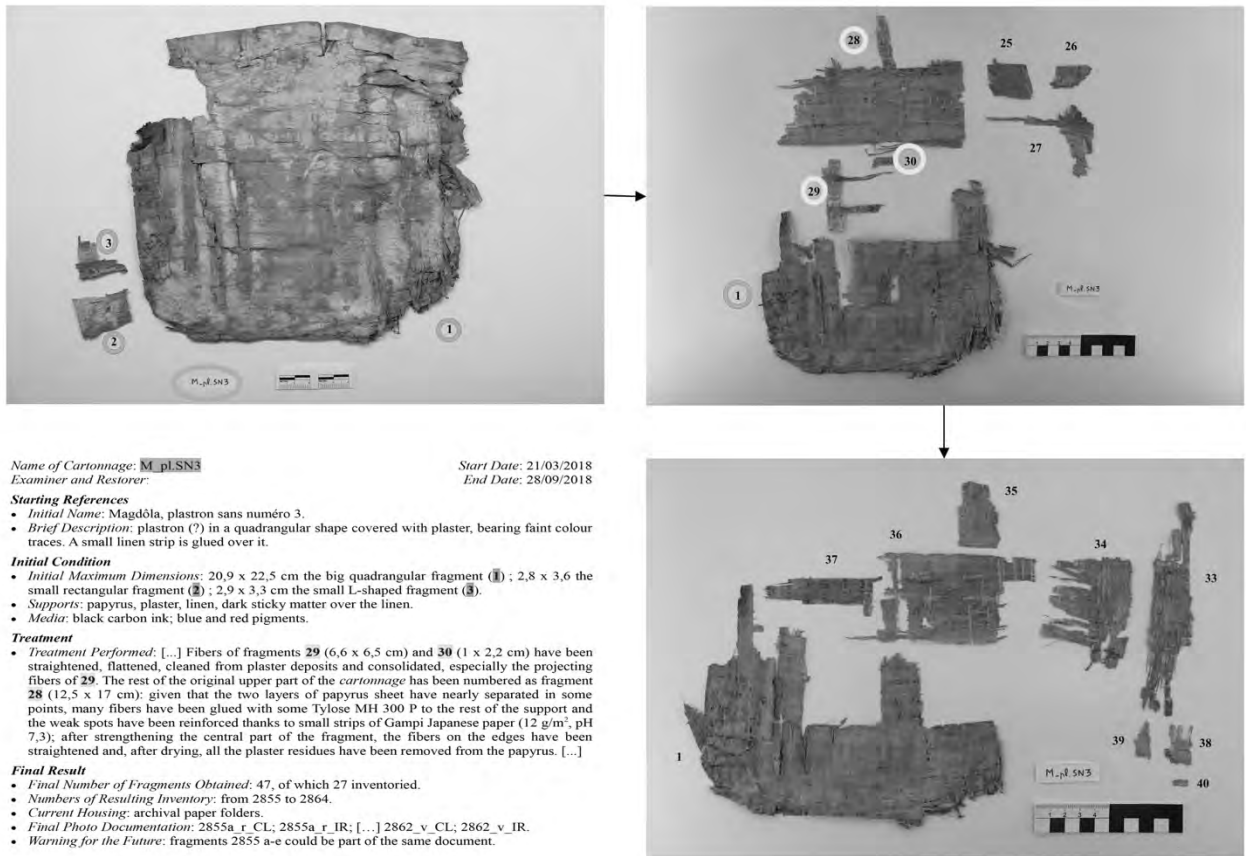 3
2
1
M_pl.SN3
28
25
26
27
30
29
1
M_pl.SN3
Name of Cartonnage: M_pl.SN3 Start Date: 21/03/2018
Examiner and Restorer: End Date: 28/09/2018
Starting References
• Initial Name: Magdôla, plastron sans numéro 3.
• Brief Description: plastron (?) in a quadrangular shape covered with plaster, bearing faint colour
traces. A small linen strip is glued over it.
Initial Condition
• Initial Maximum Dimensions: 20,9 x 22,5 cm the big quadrangular fragment (1) ; 2,8 x 3,6 the
small rectangular fragment (2) ; 2,9 x 3,3 cm the small L-shaped fragment (3).
• Supports: papyrus, plaster, linen, dark sticky matter over the linen.
• Media: black carbon ink; blue and red pigments.
Treatment
• Treatment Performed: [...] Fibers of fragments 29 (6,6 x 6,5 cm) and 30 (1 x 2,2 cm) have been
straightened, flattened, cleaned from plaster deposits and consolidated, especially the projecting
fibers of 29. The rest of the original upper part of the cartonnage has been numbered as fragment
28 (12,5 x 17 cm): given that the two layers of papyrus sheet have nearly separated in some
points, many fibers have been glued with some Tylose MH 300 P to the rest of the support and
the weak spots have been reinforced thanks to small strips of Gampi Japanese paper (12 g/m², pH
7,3); after strengthening the central part of the fragment, the fibers on the edges have been
straightened and, after drying, all the plaster residues have been removed from the papyrus. [...]
Final Result
• Final Number of Fragments Obtained: 47, of which 27 inventoried.
• Numbers of Resulting Inventory: from 2855 to 2864.
• Current Housing: archival paper folders.
• Final Photo Documentation: 2855a_r_CL; 2855a_r_IR; [...] 2862_v_CL; 2862_v_IR.
• Warning for the Future: fragments 2855 a-e could be part of the same document.
35
36
34
37
33
39
38
40
1
M_pl.SN3